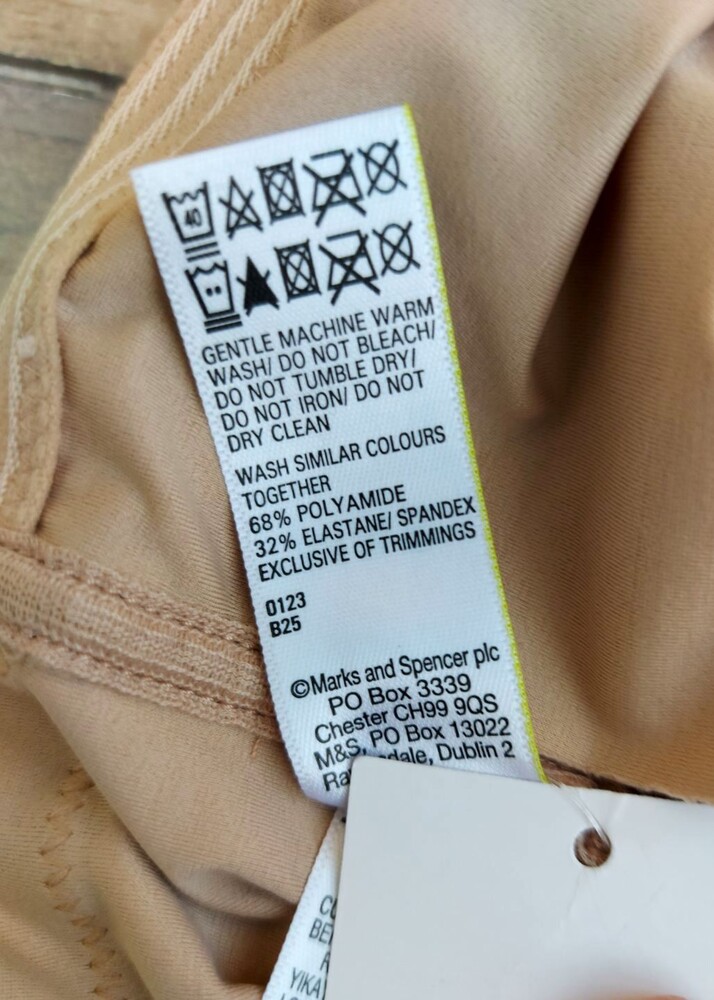 40
GENTLE MACHINE WARM
WASH/ DO NOT BLEACH/
DO NOT TUMBLE DRY/
DO NOT IRON/ DO NOT
DRY CLEAN
WASH SIMILAR COLOURS
TOGETHER
68% POLYAMIDE
32% ELASTANE/ SPANDEX
EXCLUSIVE OF TRIMMINGS
0123
B25
©Marks and Spencer plc
PO Box 3339
Chester CH99 9QS
M&S, PO Box 13022
Dublin 2